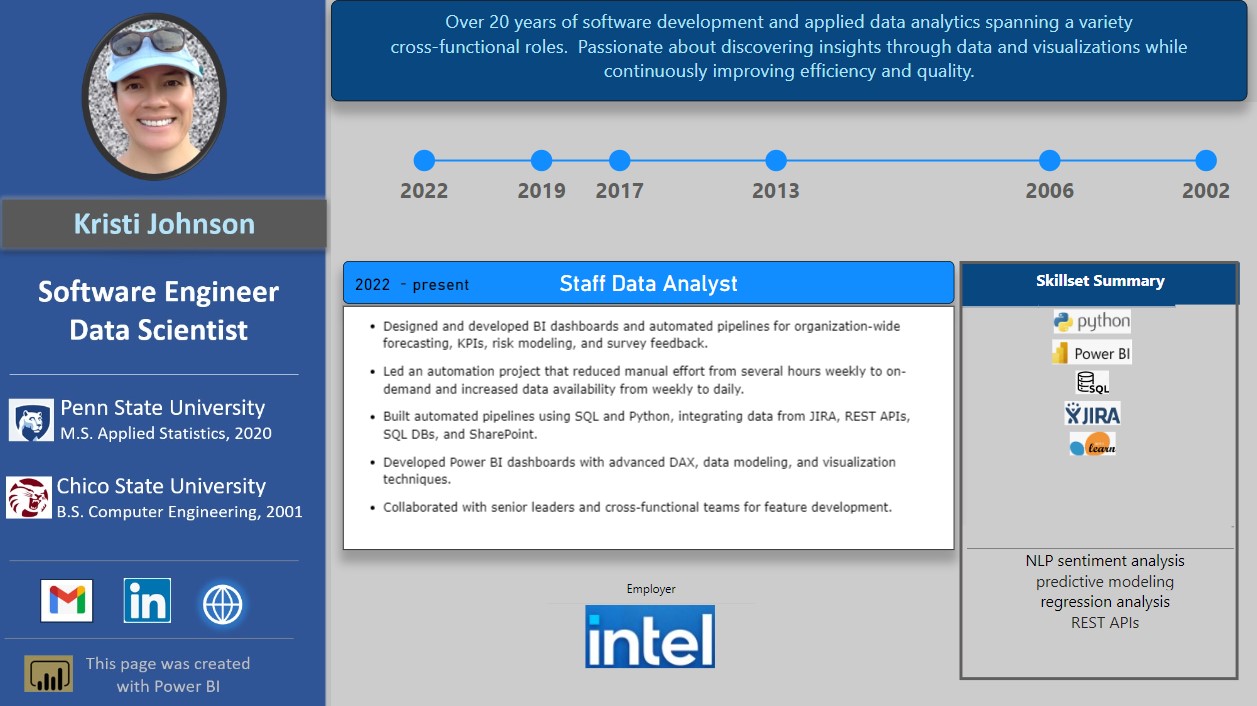 Over 20 years of software development and applied data analytics spanning a variety
cross-functional roles. Passionate about discovering insights through data and visualizations while
continuously improving efficiency and quality.
Kristi Johnson
Software Engineer
Data Scientist
Penn State University
M.S. Applied Statistics, 2020
Chico State University
B.S. Computer Engineering, 2001
in
This page was created
with Power BI
2022
2019
2017
2013
2006
2002
2022 - present
Staff Data Analyst
• Designed and developed BI dashboards and automated pipelines for organization-wide
forecasting, KPIs, risk modeling, and survey feedback.
• Led an automation project that reduced manual effort from several hours weekly to on-
demand and increased data availability from weekly to daily.
• Built automated pipelines using SQL and Python, integrating data from JIRA, REST APIs,
SQL DBs, and SharePoint.
• Developed Power BI dashboards with advanced DAX, data modeling, and visualization
techniques.
• Collaborated with senior leaders and cross-functional teams for feature development.
Employer
intel
Skillset Summary
python
Power BI
SQL
JIRA
learn
NLP sentiment analysis
predictive modeling
regression analysis
REST APIs